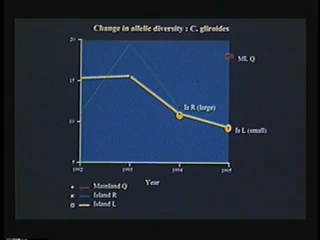 Change in allelic diversity : C. gliroides
20
15
10
5
ML Q
Is R (large)
Is L (small)
1992 1993 1994 1995
Year
Mainland Q
Island R
Island L